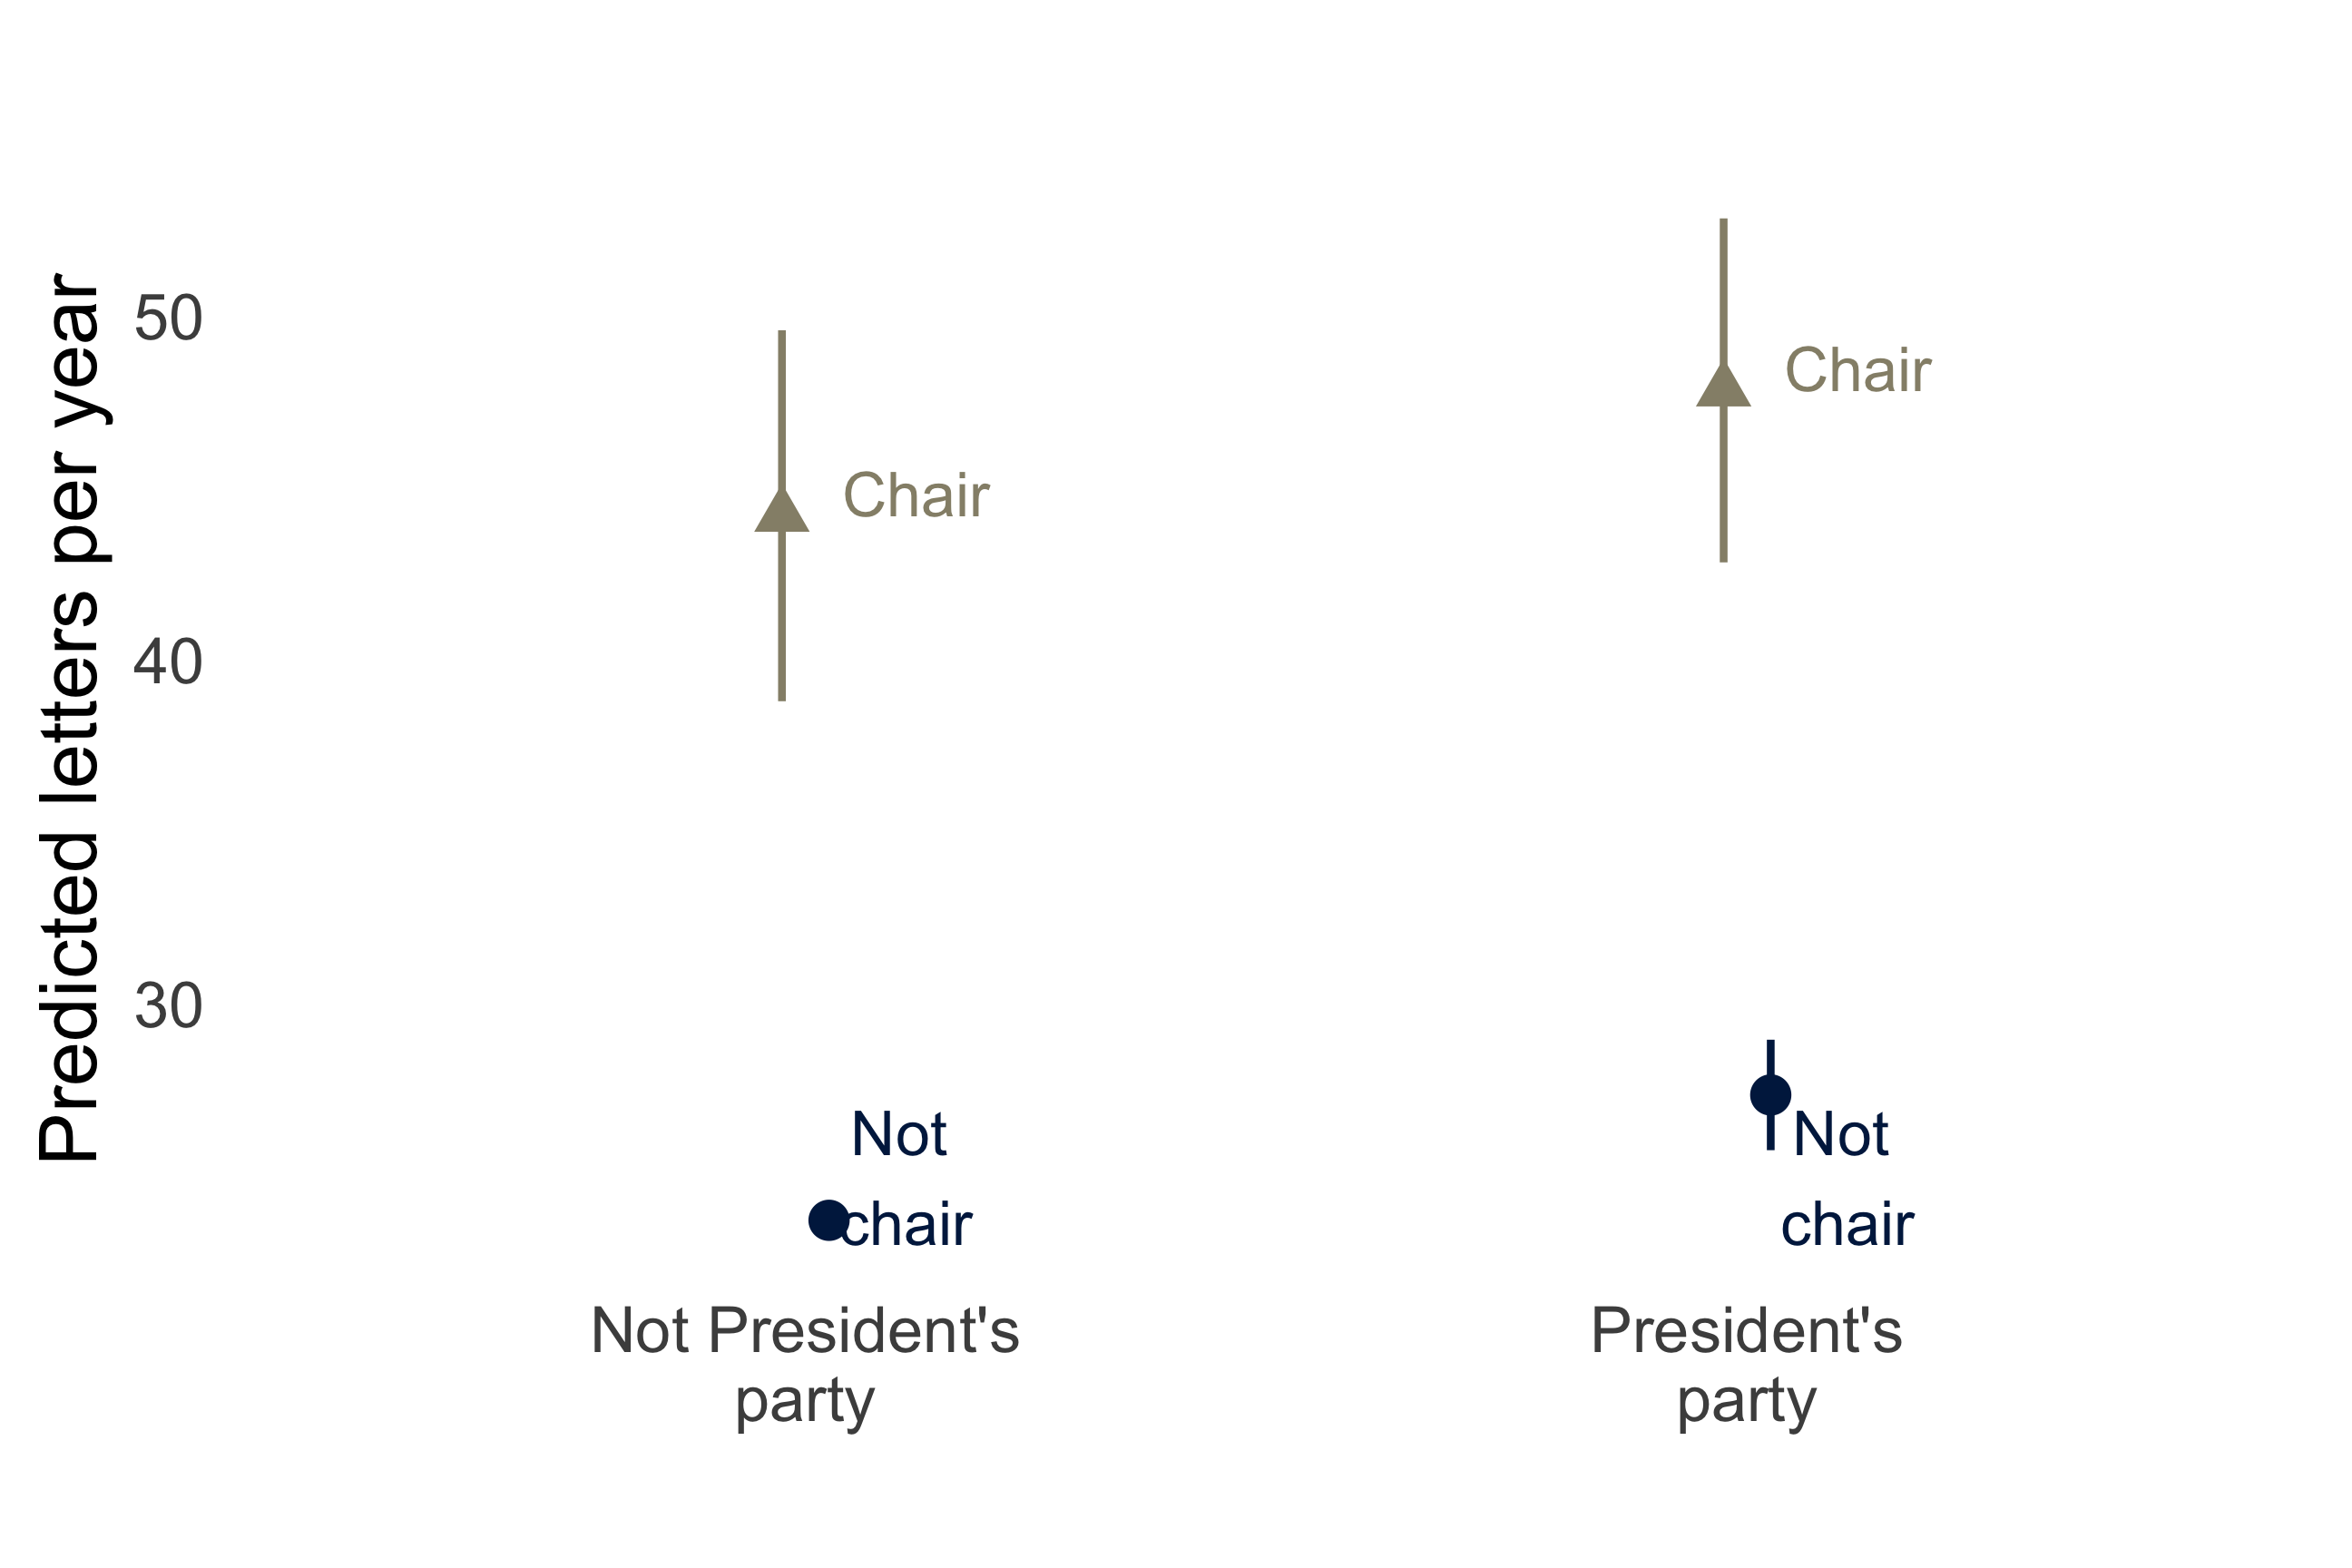 Predicted letters per year
50
40
30
Chair
Chair
Not
chair
Not
chair
Not President's
party
President's
party